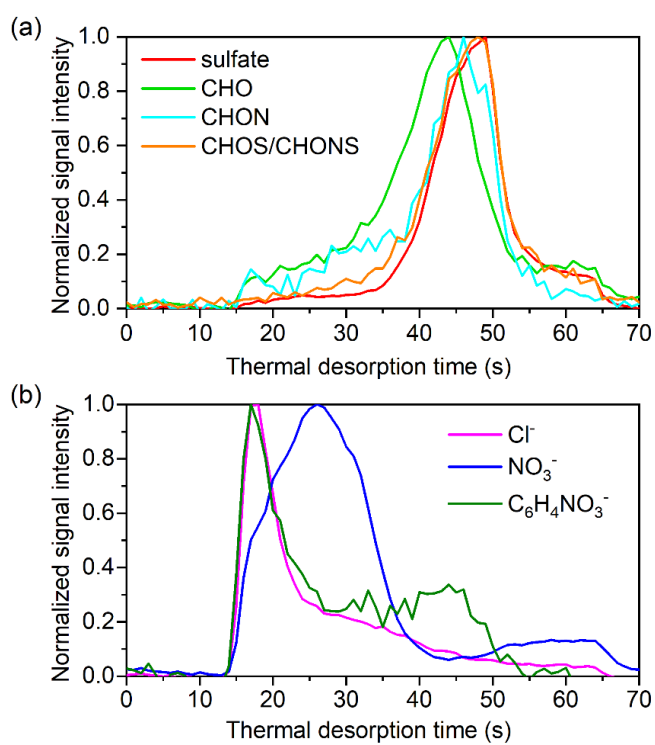 (a)
1.0
0.8
0.6
0.4
0.2
0.0
Normalized signal intensity
sulfate
CHO
CHON
CHOS/CHONS
0 10 20 30 40 50 60 70
Thermal desorption time (s)
(b)
1.0
0.8
0.6
0.4
0.2
0.0
Normalized signal intensity
Cl⁻
NO₃⁻
C₆H₄NO₃⁻
0 10 20 30 40 50 60 70
Thermal desorption time (s)